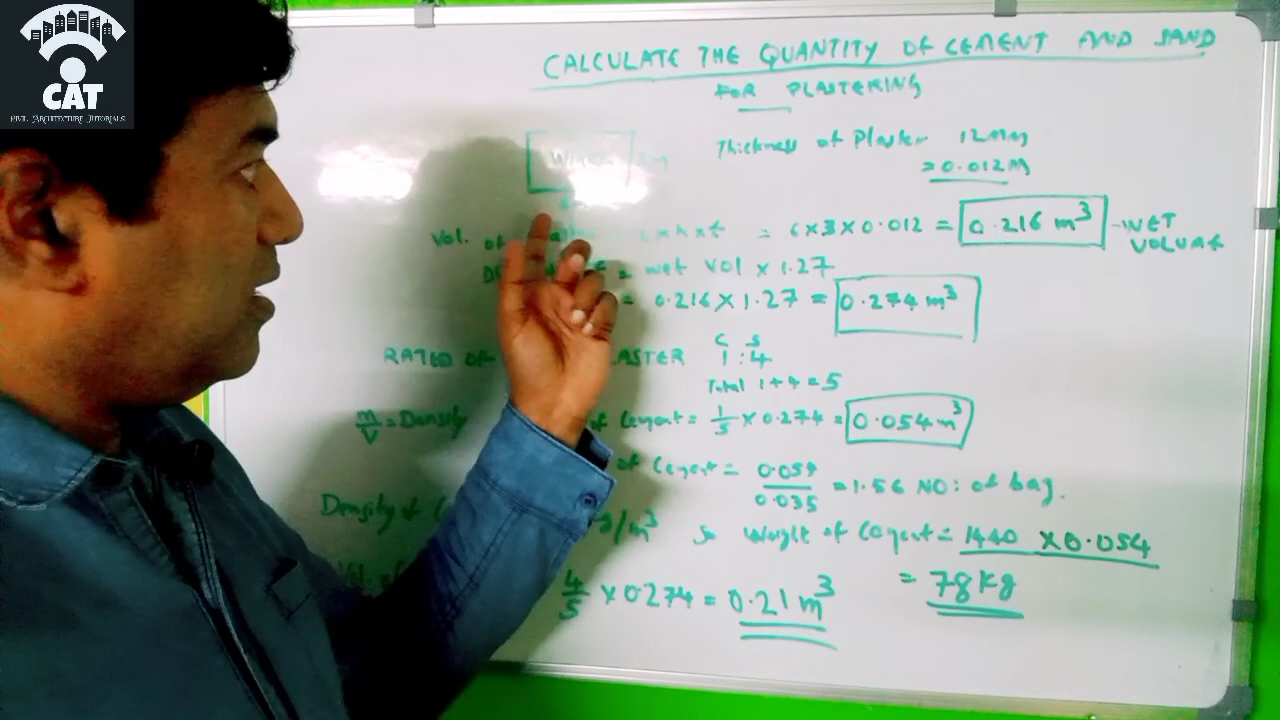 CAT
CIVIL ARCHITECTURE TUTORIALS
CALCULATE THE QUANTITY OF CEMENT AND SAND
FOR PLASTERING
Thickness of Plaster 12MM
= 0.012M
Vol. of = 6 x 3 x 0.012 = 0.216 m³ - WET VOLUME
= wet vol x 1.27
= 0.216 x 1.27 = 0.274 m³
C S
RATIO OF 1 : 4
Total 1 + 4 = 5
m/V = Density of Cement = 1/5 x 0.274 = 0.054 m³
of Cement = 0.054/0.035 = 1.56 NO: of bag.
Density of /m³ So Weight of Cement = 1440 x 0.054
= 78 Kg
Vol. of 4/5 x 0.274 = 0.21 m³